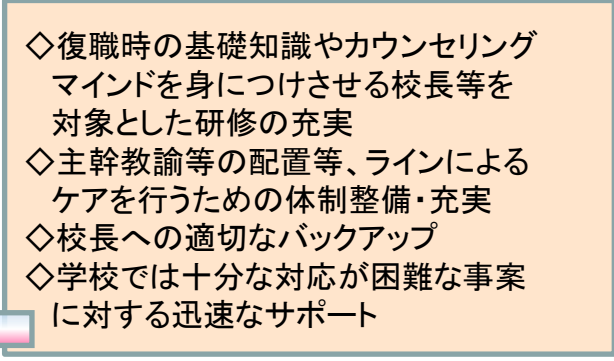 ◇復職時の基礎知識やカウンセリング
マインドを身につけさせる校長等を
対象とした研修の充実
◇主幹教諭等の配置等、ラインによる
ケアを行うための体制整備・充実
◇校長への適切なバックアップ
◇学校では十分な対応が困難な事案
に対する迅速なサポート